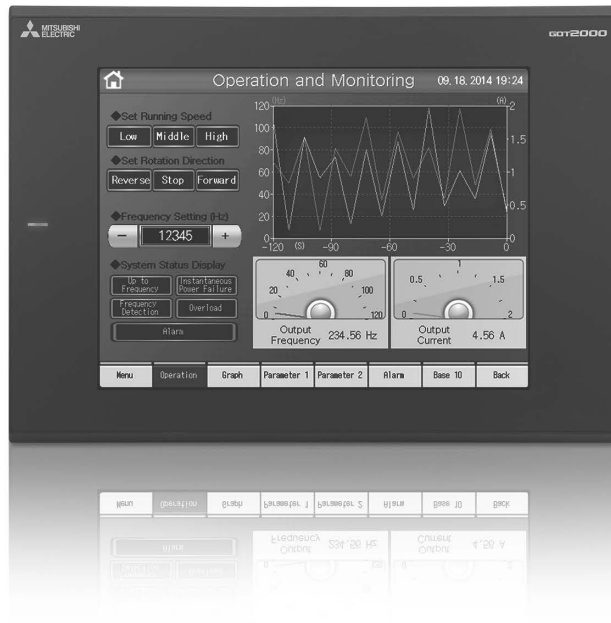 MITSUBISHI
ELECTRIC
GOT2000
Operation and Monitoring 09. 18. 2014 19:24
◆Set Running Speed
Low Middle High
◆Set Rotation Direction
Reverse Stop Forward
◆Frequency Setting (Hz)
− 12345 +
◆System Status Display
Up to
Frequency
Instantaneous
Power Failure
Frequency
Detection
Overload
Alarm
(Hz) (A)
120 2
100
80 1.5
60 1
40
20 0.5
0 0
-120 (S) -90 -60 -30 0
0 20 40 60 80 100 120
Output
Frequency 234.56 Hz
0 0.5 1 1.5 2
Output
Current 4.56 A
Menu Operation Graph Parameter 1 Parameter 2 Alarm Base 10 Back